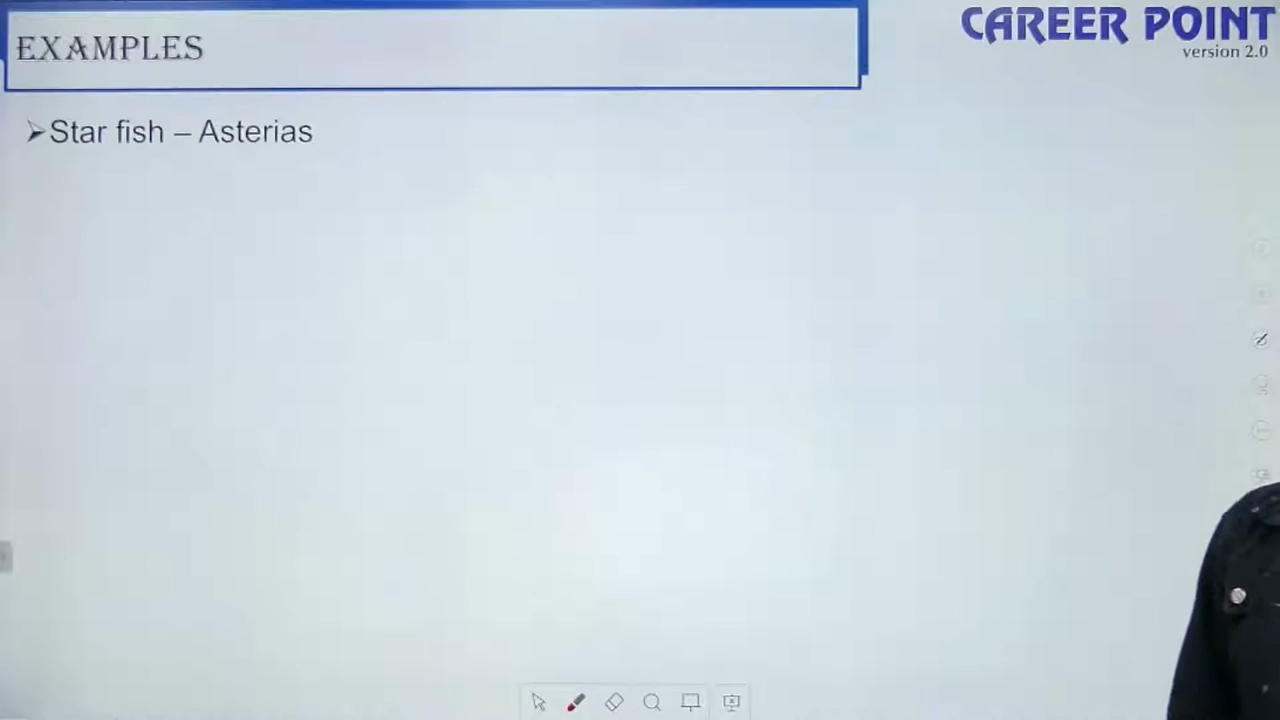 EXAMPLES
CAREER POINT
version 2.0
➢Star fish – Asterias